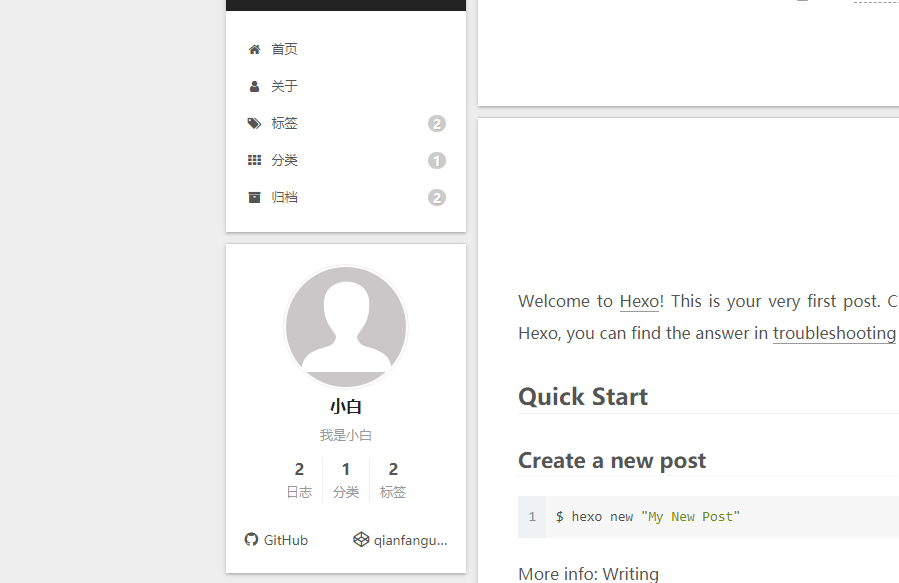 首页
关于
标签 2
分类 1
归档 2
小白
我是小白
2 1 2
日志 分类 标签
GitHub qianfangu...
Welcome to Hexo! This is your very first post. C
Hexo, you can find the answer in troubleshooting
Quick Start
Create a new post
1 $ hexo new "My New Post"
More info: Writing